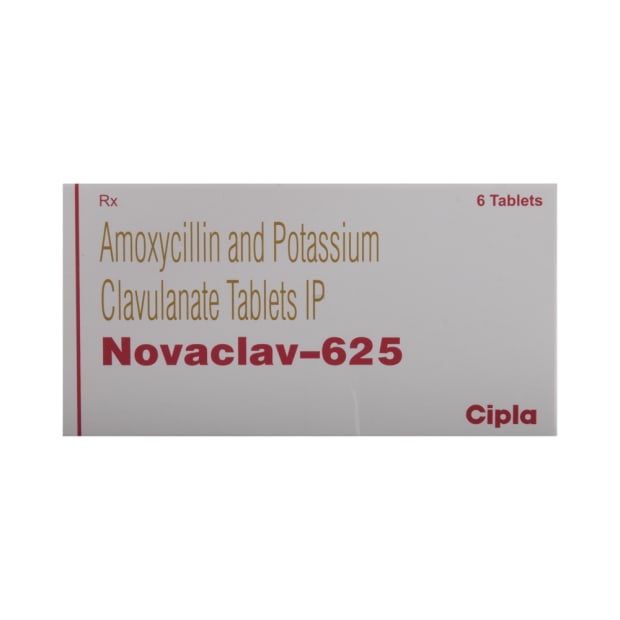 Rx
6 Tablets
Amoxycillin and Potassium
Clavulanate Tablets IP
Novaclav–625
Cipla